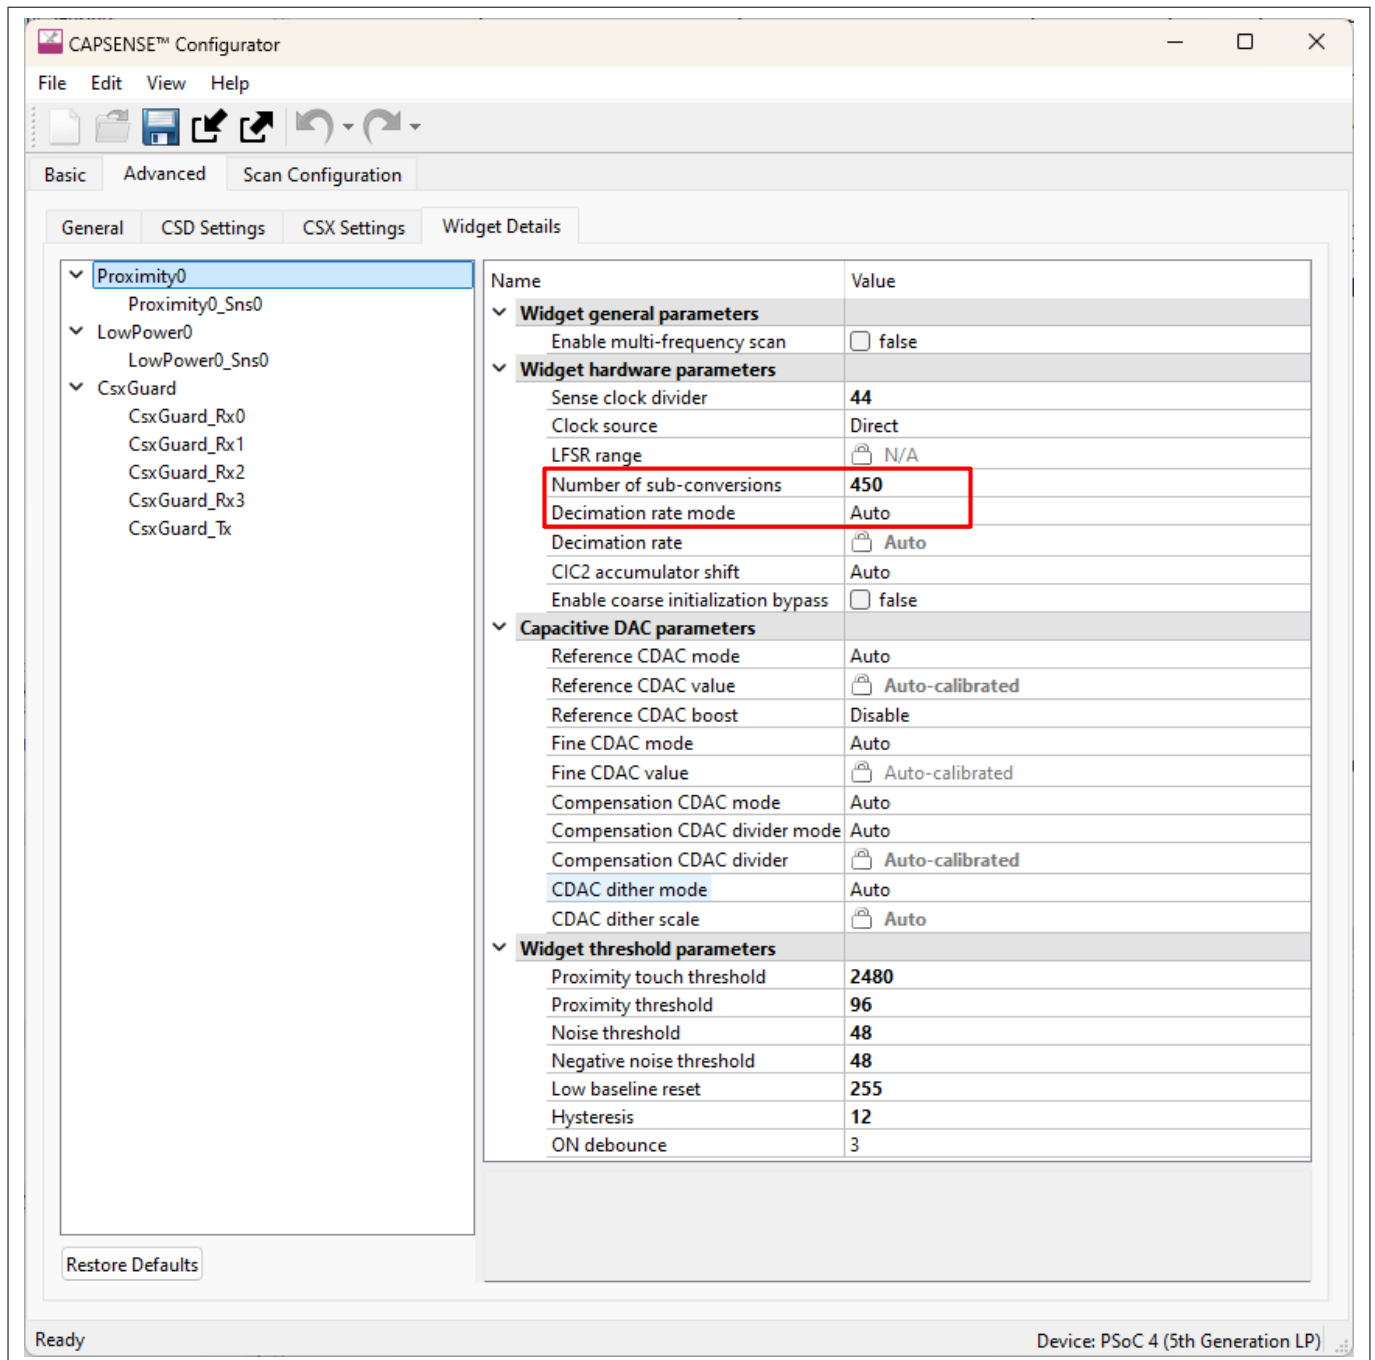 CAPSENSE™ Configurator
File Edit View Help
Basic Advanced Scan Configuration
General CSD Settings CSX Settings Widget Details
Proximity0
Proximity0_Sns0
LowPower0
LowPower0_Sns0
CsxGuard
CsxGuard_Rx0
CsxGuard_Rx1
CsxGuard_Rx2
CsxGuard_Rx3
CsxGuard_Tx
Name Value
Widget general parameters
Enable multi-frequency scan false
Widget hardware parameters
Sense clock divider 44
Clock source Direct
LFSR range N/A
Number of sub-conversions 450
Decimation rate mode Auto
Decimation rate Auto
CIC2 accumulator shift Auto
Enable coarse initialization bypass false
Capacitive DAC parameters
Reference CDAC mode Auto
Reference CDAC value Auto-calibrated
Reference CDAC boost Disable
Fine CDAC mode Auto
Fine CDAC value Auto-calibrated
Compensation CDAC mode Auto
Compensation CDAC divider mode Auto
Compensation CDAC divider Auto-calibrated
CDAC dither mode Auto
CDAC dither scale Auto
Widget threshold parameters
Proximity touch threshold 2480
Proximity threshold 96
Noise threshold 48
Negative noise threshold 48
Low baseline reset 255
Hysteresis 12
ON debounce 3
Restore Defaults
Ready Device: PSoC 4 (5th Generation LP)